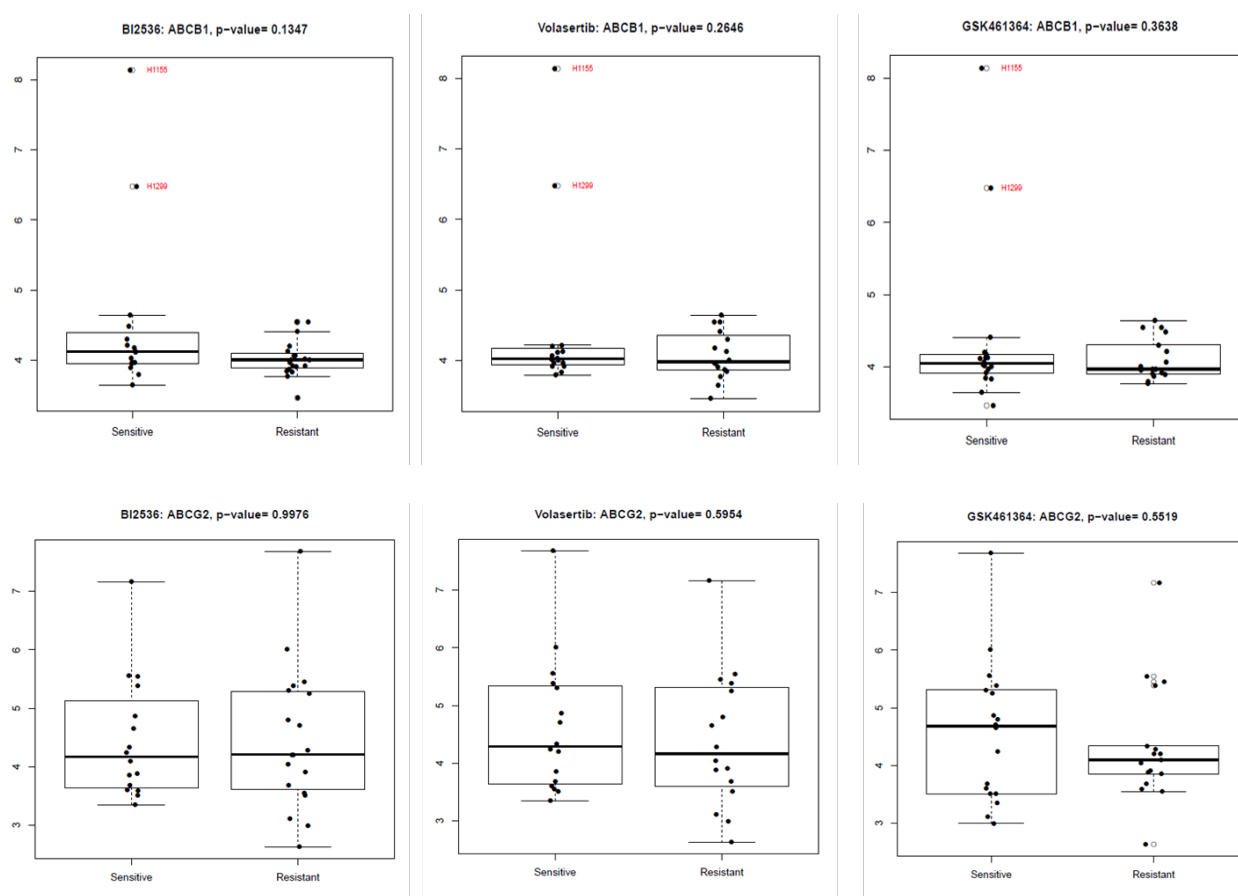 BI2536: ABCB1, p-value= 0.1347
8
7
6
5
4
H1155
H1299
Sensitive Resistant
Volasertib: ABCB1, p-value= 0.2646
8
7
6
5
4
H1155
H1299
Sensitive Resistant
GSK461364: ABCB1, p-value= 0.3638
8
7
6
5
4
H1155
H1299
Sensitive Resistant
BI2536: ABCG2, p-value= 0.9976
7
6
5
4
3
Sensitive Resistant
Volasertib: ABCG2, p-value= 0.5954
7
6
5
4
3
Sensitive Resistant
GSK461364: ABCG2, p-value= 0.5519
7
6
5
4
3
Sensitive Resistant